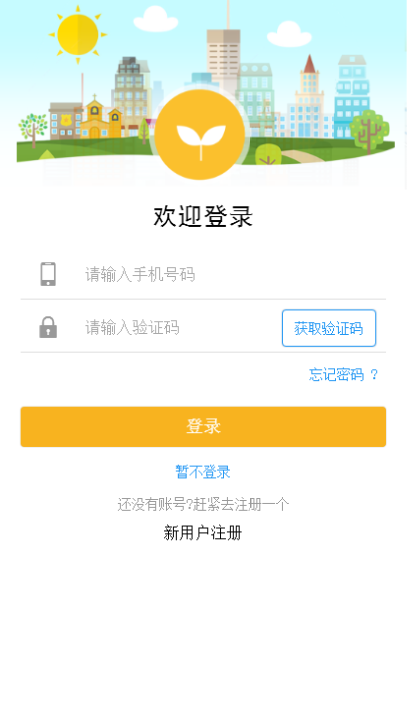 欢迎登录
请输入手机号码
请输入验证码
获取验证码
忘记密码 ？
登录
暂不登录
还没有账号?赶紧去注册一个
新用户注册